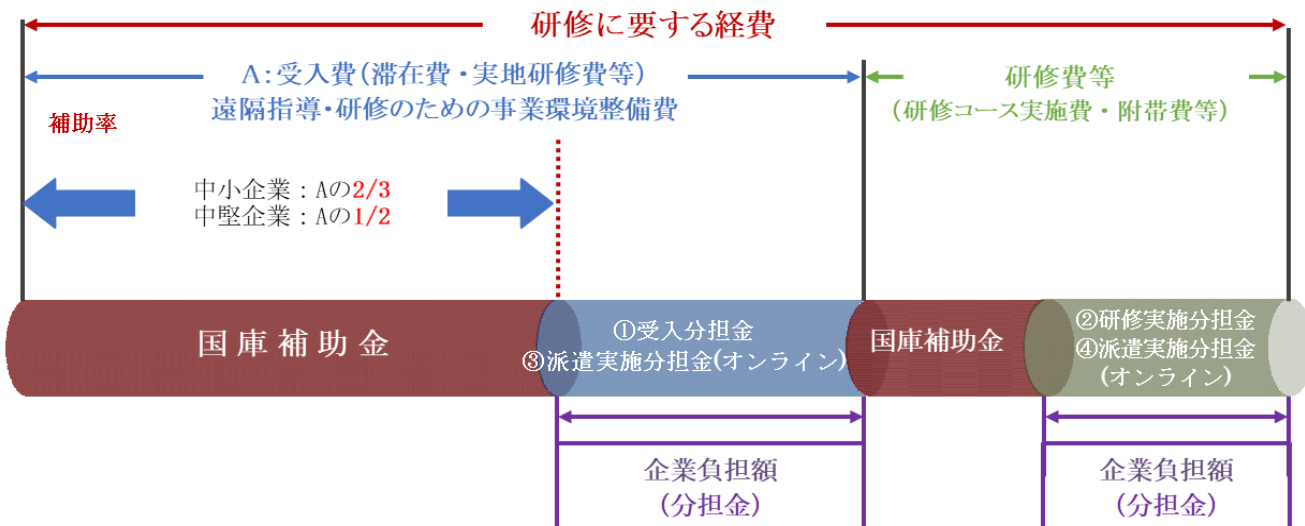 研修に要する経費
A:受入費(滞在費・実地研修費等)
遠隔指導・研修のための事業環境整備費
研修費等
(研修コース実施費・附帯費等)
補助率
中小企業：Aの2/3
中堅企業：Aの1/2
国庫補助金
①受入分担金
③派遣実施分担金(オンライン)
国庫補助金
②研修実施分担金
④派遣実施分担金
(オンライン)
企業負担額
(分担金)
企業負担額
(分担金)